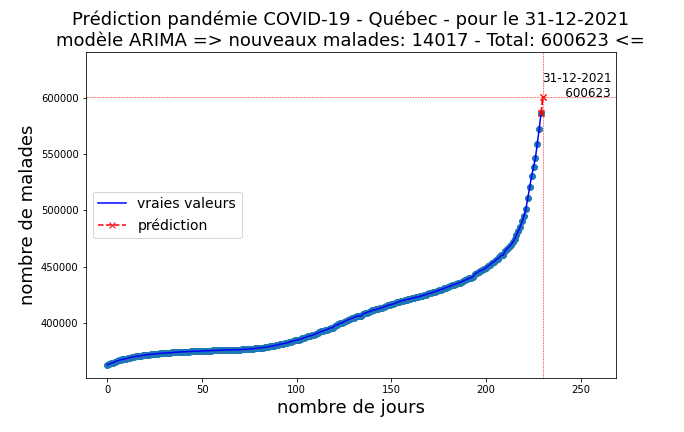 Prédiction pandémie COVID-19 - Québec - pour le 31-12-2021
modèle ARIMA => nouveaux malades: 14017 - Total: 600623 <=
31-12-2021
600623
600000
550000
500000
450000
400000
nombre de malades
vraies valeurs
prédiction
0 50 100 150 200 250
nombre de jours